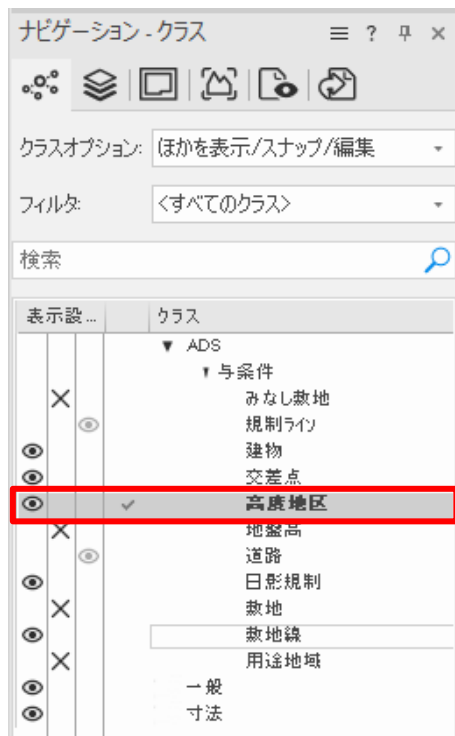 ナビゲーション - クラス ≡ ? ×
クラスオプション: ほかを表示/スナップ/編集
フィルタ: <すべてのクラス>
検索
表示設... クラス
▼ ADS
▼ 与条件
みなし敷地
規制ライン
建物
交差点
✓ 高度地区
地盤高
道路
日影規制
敷地
敷地線
用途地域
一般
寸法